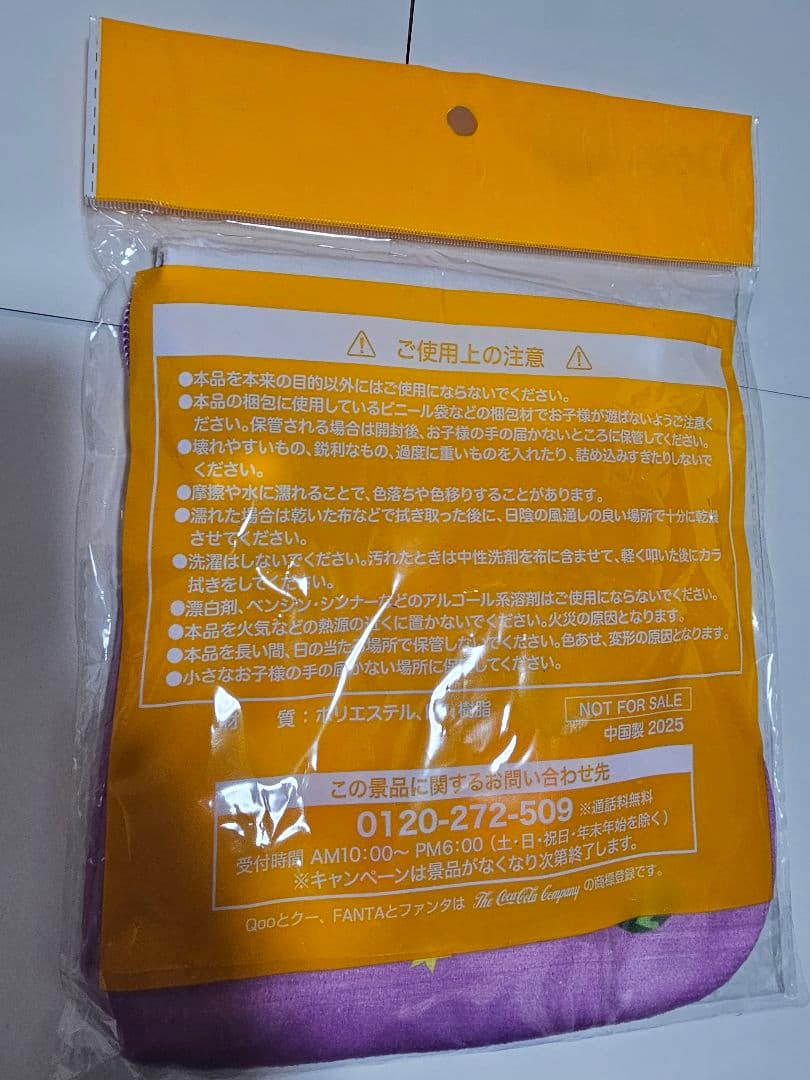 ⚠ ご使用上の注意 ⚠
●本品を本来の目的以外にはご使用にならないでください。
●本品の梱包に使用しているビニール袋などの梱包材でお子様が遊ばないようご注意く
ださい。保管される場合は開封後、お子様の手の届かないところに保管してください。
●壊れやすいもの、鋭利なもの、過度に重いものを入れたり、詰め込みすぎたりしないで
ください。
●摩擦や水に濡れることで、色落ちや色移りすることがあります。
●濡れた場合は乾いた布などで拭き取った後に、日陰の風通しの良い場所で十分に乾燥
させてください。
●洗濯はしないでください。汚れたときは中性洗剤を布に含ませて、軽く叩いた後にカラ
拭きをしてください。
●漂白剤、ベンジン・シンナーなどのアルコール系溶剤はご使用にならないでください。
●本品を火気などの熱源の近くに置かないでください。火災の原因となります。
●本品を長い間、日の当たる場所で保管しないでください。色あせ、変形の原因となります。
●小さなお子様の手の届かない場所に保管してください。
材 質：ポリエステル、樹脂
NOT FOR SALE
中国製 2025
この景品に関するお問い合わせ先
0120-272-509 ※通話料無料
受付時間 AM10:00〜 PM6:00（土・日・祝日・年末年始を除く）
※キャンペーンは景品がなくなり次第終了します。
Qooとクー、FANTAとファンタは The Coca-Cola Company の商標登録です。